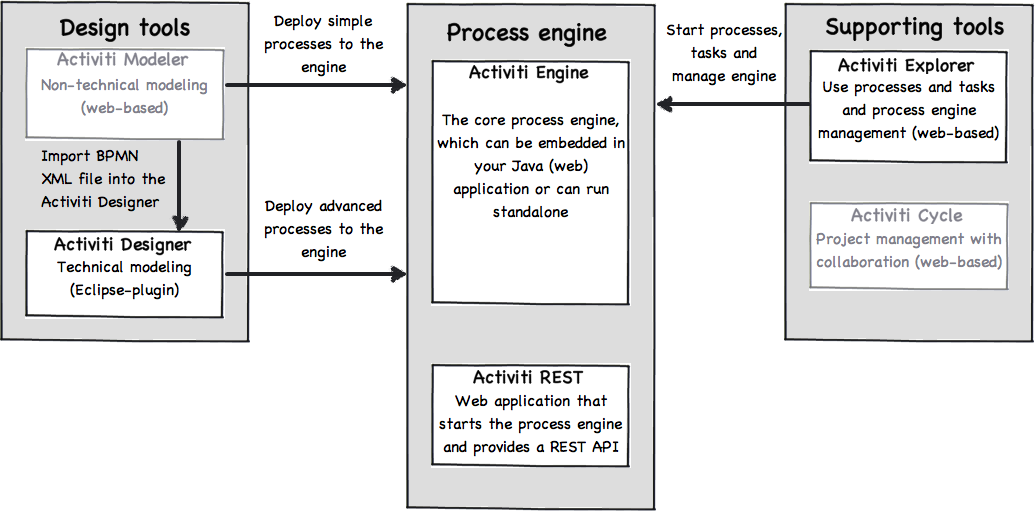 Design tools
Activiti Modeler
Non-technical modeling
(web-based)
Import BPMN
XML file into the
Activiti Designer
Activiti Designer
Technical modeling
(Eclipse-plugin)
Deploy simple
processes to the
engine
Deploy advanced
processes to the
engine
Process engine
Activiti Engine
The core process engine,
which can be embedded in
your Java (web)
application or can run
standalone
Activiti REST
Web application that
starts the process engine
and provides a REST API
Start processes,
tasks and
manage engine
Supporting tools
Activiti Explorer
Use processes and tasks
and process engine
management (web-based)
Activiti Cycle
Project management with
collaboration (web-based)